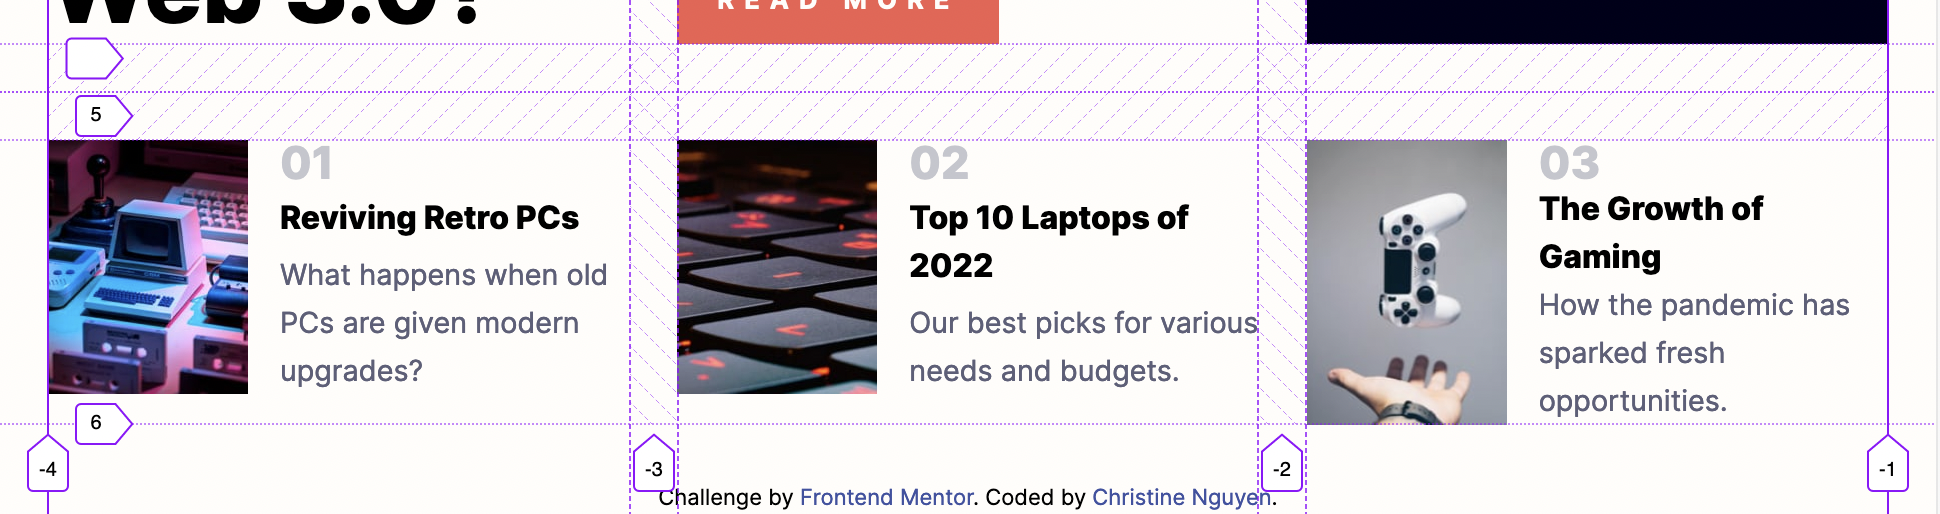 Web 3.0?
READ MORE
5
01
Reviving Retro PCs
What happens when old
PCs are given modern
upgrades?
02
Top 10 Laptops of
2022
Our best picks for various
needs and budgets.
03
The Growth of
Gaming
How the pandemic has
sparked fresh
opportunities.
6
-4
-3
-2
-1
Challenge by Frontend Mentor. Coded by Christine Nguyen.